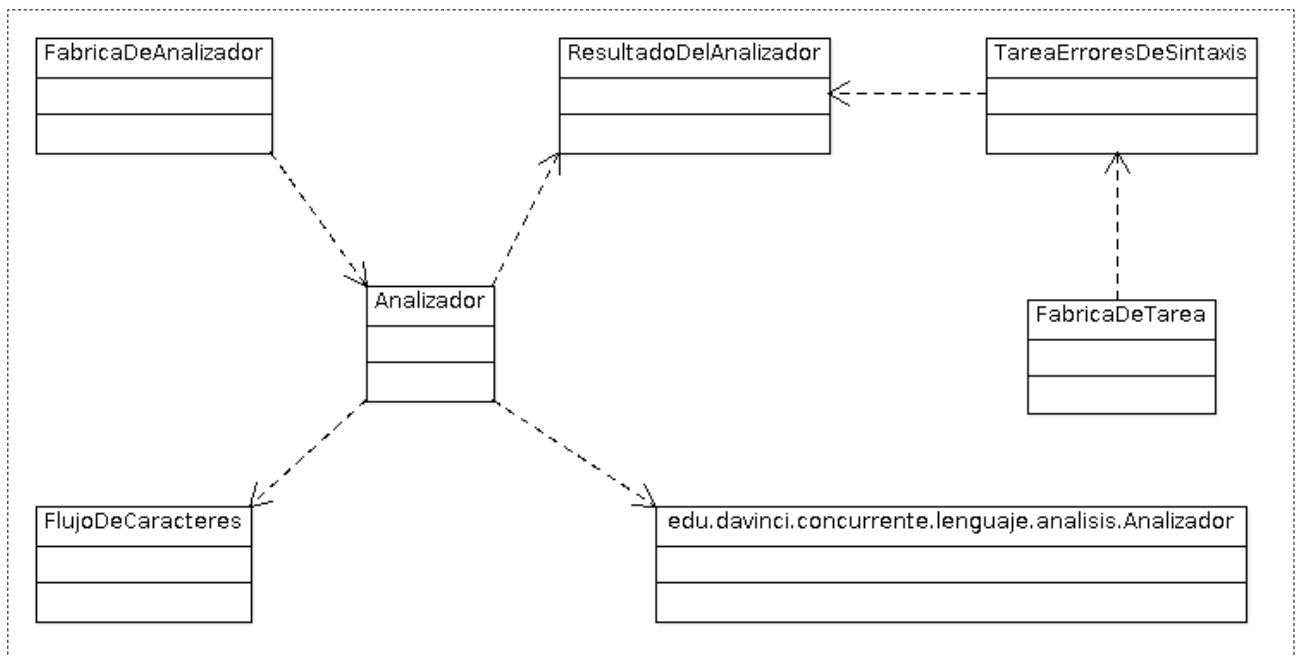 FabricaDeAnalizador
ResultadoDelAnalizador
TareaErroresDeSintaxis
Analizador
FabricaDeTarea
FlujoDeCaracteres
edu.davinci.concurrente.lenguaje.analisis.Analizador